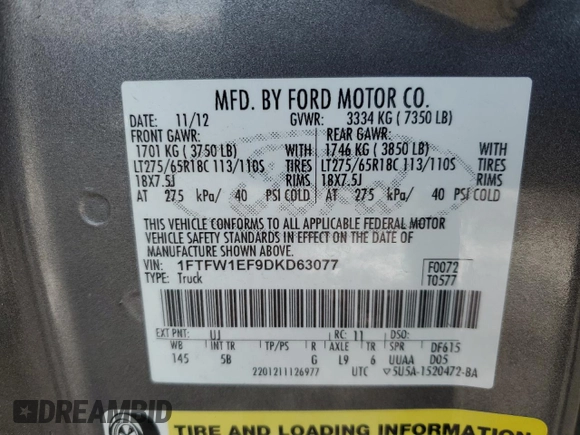 MFD. BY FORD MOTOR CO.
DATE: 11/12 GVWR: 3334 KG ( 7350 LB)
FRONT GAWR: REAR GAWR:
1701 KG ( 3750 LB) WITH 1746 KG ( 3850 LB) WITH
LT275/65R18C 113/110S TIRES LT275/65R18C 113/110S TIRES
18X7.5J RIMS 18X7.5J RIMS
AT 275 kPa/ 40 PSI COLD AT 275 kPa/ 40 PSI COLD
THIS VEHICLE CONFORMS TO ALL APPLICABLE FEDERAL MOTOR
VEHICLE SAFETY STANDARDS IN EFFECT ON THE DATE OF
MANUFACTURE SHOWN ABOVE.
VIN: 1FTFW1EF9DKD63077 F0072
TYPE: Truck T0577
EXT PNT: UJ RC: 11 DSO:
WB INT TR TP/PS R AXLE TR SPR DF615
145 5B G L9 6 UUAA D05
2201211126977 UTC 5U5A-1520472-BA
TIRE AND LOADING INFORMATION
DREAMBID